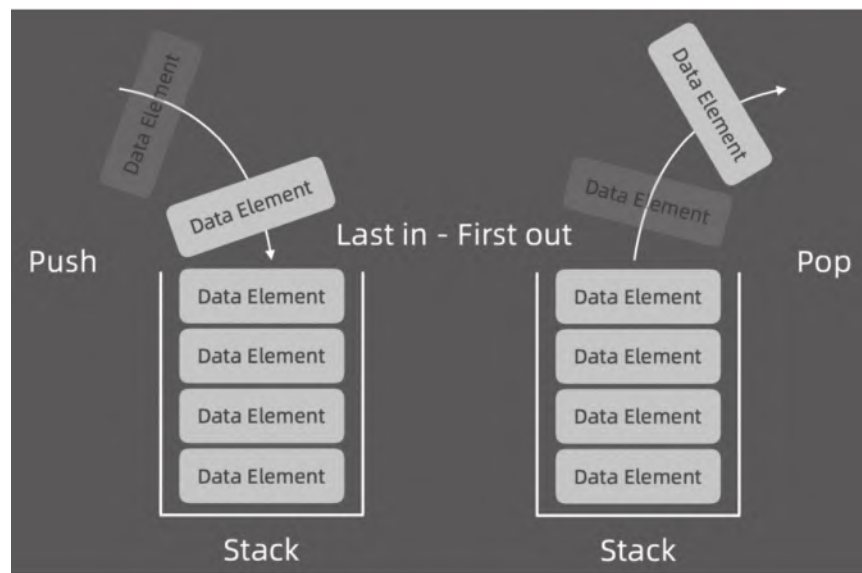 Data Element
Data Element
Push
Last in - First out
Data Element
Data Element
Data Element
Data Element
Stack
Data Element
Data Element
Pop
Data Element
Data Element
Data Element
Data Element
Stack